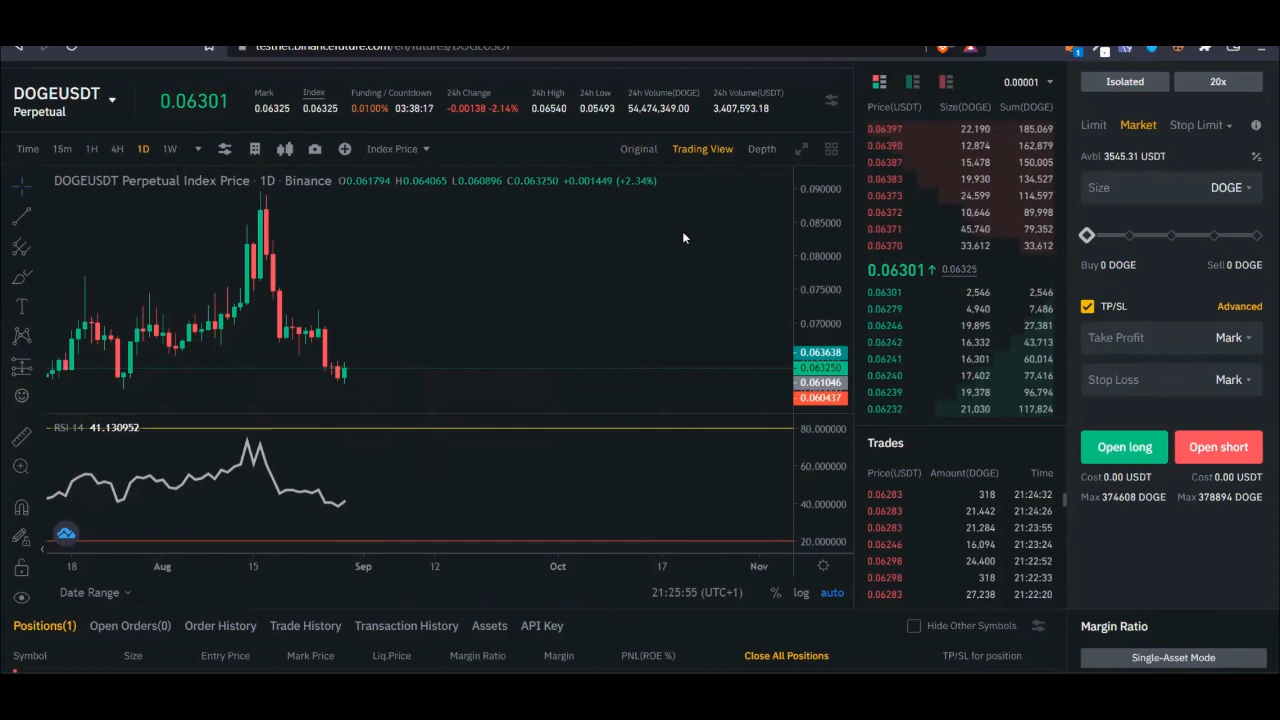 testnet.binancefuture.com/en/futures/DOGEUSDT
1
DOGEUSDT
Perpetual
0.06301
Mark
0.06325
Index
0.06325
Funding / Countdown
0.0100% 03:38:17
24h Change
-0.00138 -2.14%
24h High
0.06540
24h Low
0.05493
24h Volume(DOGE)
54,474,349.00
24h Volume(USDT)
3,407,593.18
Time 15m 1H 4H 1D 1W Index Price Original Trading View Depth
DOGEUSDT Perpetual Index Price · 1D · Binance O0.061794 H0.064065 L0.060896 C0.063250 +0.001449 (+2.34%)
0.090000
0.085000
0.080000
0.075000
0.070000
0.063638
0.063250
0.061046
0.060437
RSI 14 41.130952
80.000000
60.000000
40.000000
20.000000
18 Aug 15 Sep 12 Oct 17 Nov
Date Range 21:25:55 (UTC+1) % log auto
0.00001
Price(USDT) Size(DOGE) Sum(DOGE)
0.06397 22,190 185,069
0.06390 12,874 162,879
0.06387 15,478 150,005
0.06383 19,930 134,527
0.06373 24,599 114,597
0.06372 10,646 89,998
0.06371 45,740 79,352
0.06370 33,612 33,612
0.06301↑ 0.06325
0.06301 2,546 2,546
0.06279 4,940 7,486
0.06246 19,895 27,381
0.06242 16,332 43,713
0.06241 16,301 60,014
0.06240 17,402 77,416
0.06239 19,378 96,794
0.06232 21,030 117,824
Trades
Price(USDT) Amount(DOGE) Time
0.06283 318 21:24:32
0.06283 21,442 21:24:26
0.06283 21,284 21:23:55
0.06246 16,094 21:23:24
0.06298 24,400 21:22:52
0.06298 318 21:22:33
0.06283 27,238 21:22:20
Isolated 20x
Limit Market Stop Limit
Avbl 3545.31 USDT
Size DOGE
Buy 0 DOGE Sell 0 DOGE
TP/SL Advanced
Take Profit Mark
Stop Loss Mark
Open long Open short
Cost 0.00 USDT Cost 0.00 USDT
Max 374608 DOGE Max 378894 DOGE
Positions(1) Open Orders(0) Order History Trade History Transaction History Assets API Key Hide Other Symbols
Symbol Size Entry Price Mark Price Liq.Price Margin Ratio Margin PNL(ROE %) Close All Positions TP/SL for position
Margin Ratio
Single-Asset Mode